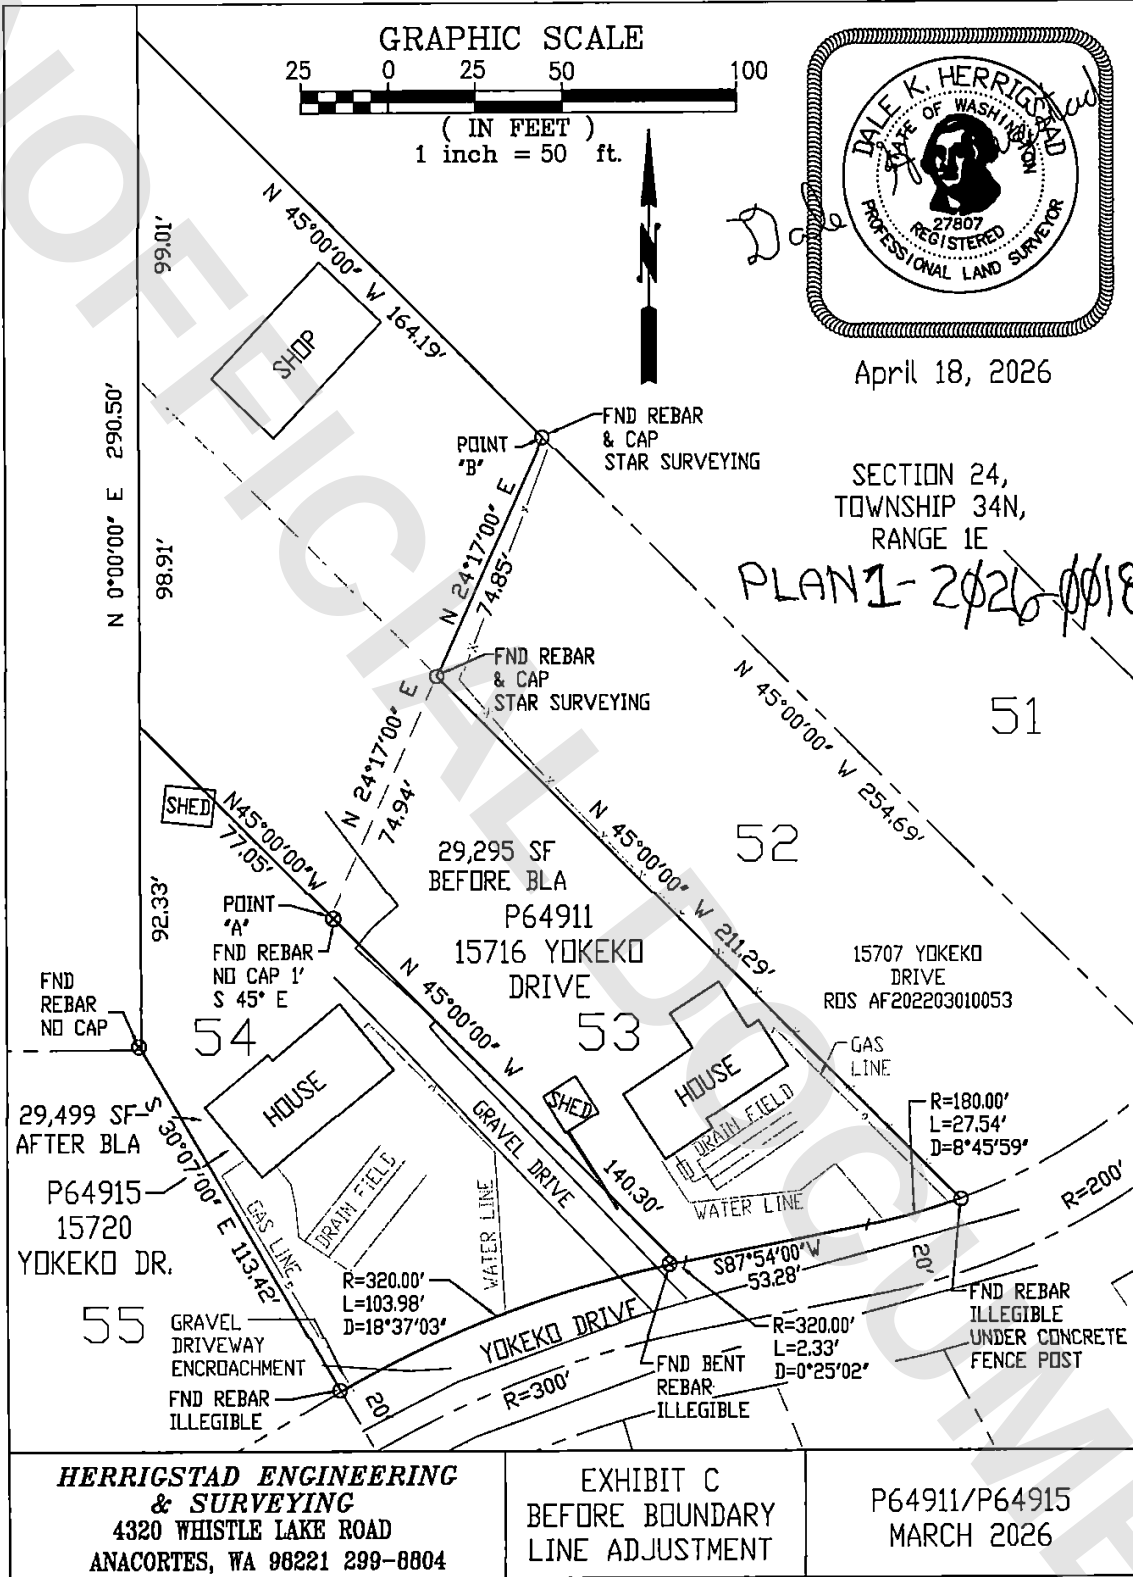 GRAPHIC SCALE
25 0 25 50 100
( IN FEET )
1 inch = 50 ft.
DALE K. HERRIGSTAD
STATE OF WASHINGTON
27807
REGISTERED
PROFESSIONAL LAND SURVEYOR
Dale
April 18, 2026
SECTION 24,
TOWNSHIP 34N,
RANGE 1E
PLAN1-2026-0018
N 45°00'00" W 164.19'
99.01'
SHOP
N 0°00'00" E 290.50'
98.91'
POINT
"B"
FND REBAR
& CAP
STAR SURVEYING
N 24°17'00" E
74.85'
FND REBAR
& CAP
STAR SURVEYING
N 45°00'00" W 254.69'
51
N 24°17'00" E
74.94'
SHED
N45°00'00"W
77.05'
92.33'
N 45°00'00" W 211.29'
52
29,295 SF
BEFORE BLA
P64911
15716 YOKEKO
DRIVE
53
POINT
"A"
FND REBAR
NO CAP 1'
S 45° E
FND
REBAR
NO CAP
54
N 45°00'00" W
140.30'
15707 YOKEKO
DRIVE
ROS AF202203010053
GAS
LINE
HOUSE
HOUSE
SHED
GRAVEL DRIVE
DRAIN FIELD
R=180.00'
L=27.54'
D=8°45'59"
29,499 SF
AFTER BLA
P64915
15720
YOKEKO DR.
S 30°07'00" E 113.42'
GAS LINE
DRAIN FIELD
WATER LINE
WATER LINE
R=200'
S87°54'00"W
53.28'
20'
R=320.00'
L=103.98'
D=18°37'03"
55
GRAVEL
DRIVEWAY
ENCROACHMENT
YOKEKO DRIVE
R=320.00'
L=2.33'
D=0°25'02"
FND REBAR
ILLEGIBLE
UNDER CONCRETE
FENCE POST
FND REBAR
ILLEGIBLE
20'
R=300'
FND BENT
REBAR
ILLEGIBLE
HERRIGSTAD ENGINEERING
& SURVEYING
4320 WHISTLE LAKE ROAD
ANACORTES, WA 98221 299-8804
EXHIBIT C
BEFORE BOUNDARY
LINE ADJUSTMENT
P64911/P64915
MARCH 2026
UNOFFICIAL DOCUMENT